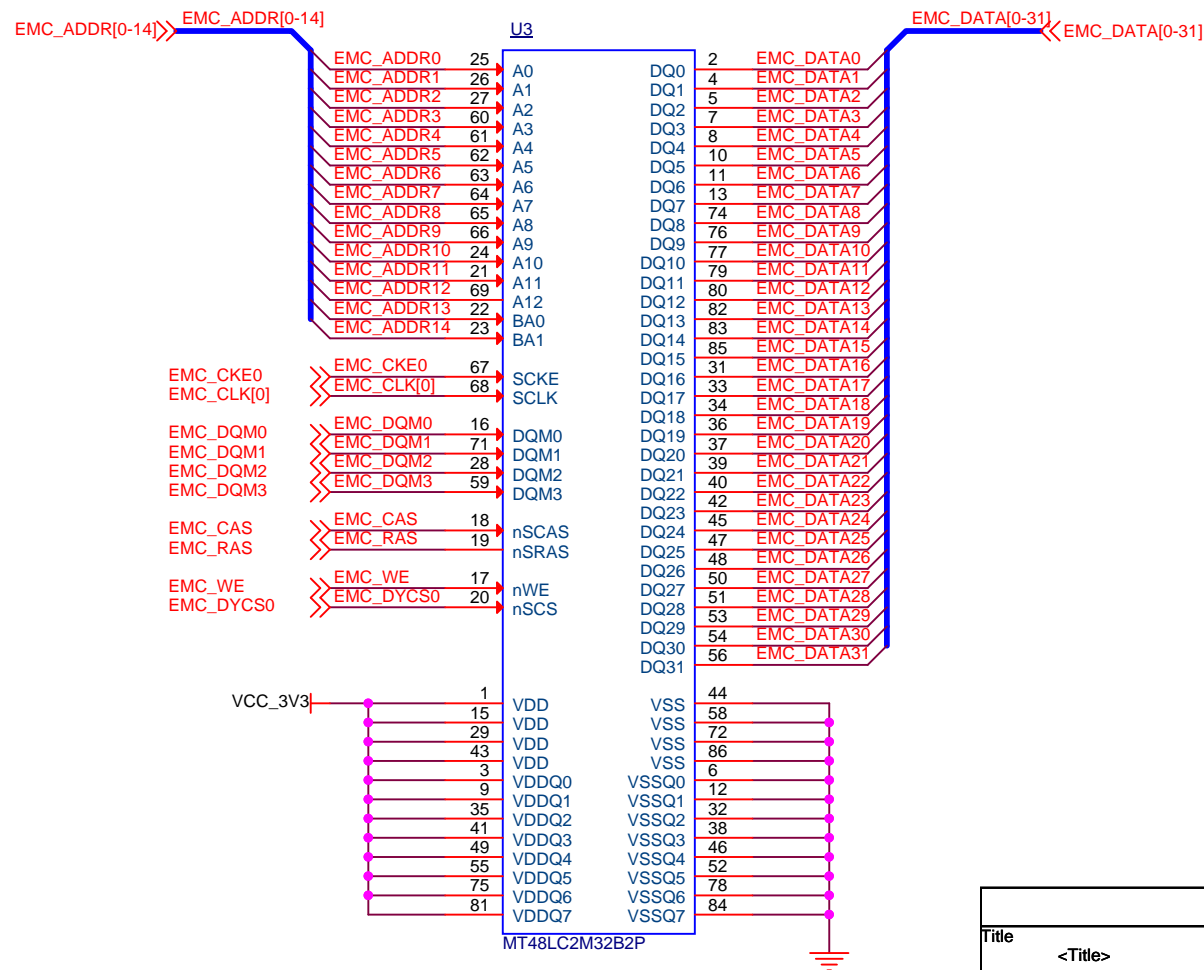 EMC_ADDR[0-14] EMC_ADDR[0-14] U3 EMC_DATA[0-31] EMC_DATA[0-31]
EMC_ADDR0 25 A0 DQ0 2 EMC_DATA0
EMC_ADDR1 26 A1 DQ1 4 EMC_DATA1
EMC_ADDR2 27 A2 DQ2 5 EMC_DATA2
EMC_ADDR3 60 A3 DQ3 7 EMC_DATA3
EMC_ADDR4 61 A4 DQ4 8 EMC_DATA4
EMC_ADDR5 62 A5 DQ5 10 EMC_DATA5
EMC_ADDR6 63 A6 DQ6 11 EMC_DATA6
EMC_ADDR7 64 A7 DQ7 13 EMC_DATA7
EMC_ADDR8 65 A8 DQ8 74 EMC_DATA8
EMC_ADDR9 66 A9 DQ9 76 EMC_DATA9
EMC_ADDR10 24 A10 DQ10 77 EMC_DATA10
EMC_ADDR11 21 A11 DQ11 79 EMC_DATA11
EMC_ADDR12 69 A12 DQ12 80 EMC_DATA12
EMC_ADDR13 22 BA0 DQ13 82 EMC_DATA13
EMC_ADDR14 23 BA1 DQ14 83 EMC_DATA14
DQ15 85 EMC_DATA15
EMC_CKE0 EMC_CKE0 67 SCKE DQ16 31 EMC_DATA16
EMC_CLK[0] EMC_CLK[0] 68 SCLK DQ17 33 EMC_DATA17
DQ18 34 EMC_DATA18
EMC_DQM0 EMC_DQM0 16 DQM0 DQ19 36 EMC_DATA19
EMC_DQM1 EMC_DQM1 71 DQM1 DQ20 37 EMC_DATA20
EMC_DQM2 EMC_DQM2 28 DQM2 DQ21 39 EMC_DATA21
EMC_DQM3 EMC_DQM3 59 DQM3 DQ22 40 EMC_DATA22
DQ23 42 EMC_DATA23
EMC_CAS EMC_CAS 18 nSCAS DQ24 45 EMC_DATA24
EMC_RAS EMC_RAS 19 nSRAS DQ25 47 EMC_DATA25
DQ26 48 EMC_DATA26
EMC_WE EMC_WE 17 nWE DQ27 50 EMC_DATA27
EMC_DYCS0 EMC_DYCS0 20 nSCS DQ28 51 EMC_DATA28
DQ29 53 EMC_DATA29
DQ30 54 EMC_DATA30
DQ31 56 EMC_DATA31
VCC_3V3 1 VDD VSS 44
15 VDD VSS 58
29 VDD VSS 72
43 VDD VSS 86
3 VDDQ0 VSSQ0 6
9 VDDQ1 VSSQ1 12
35 VDDQ2 VSSQ2 32
41 VDDQ3 VSSQ3 38
49 VDDQ4 VSSQ4 46
55 VDDQ5 VSSQ5 52
75 VDDQ6 VSSQ6 78
81 VDDQ7 VSSQ7 84
MT48LC2M32B2P
Title
<Title>